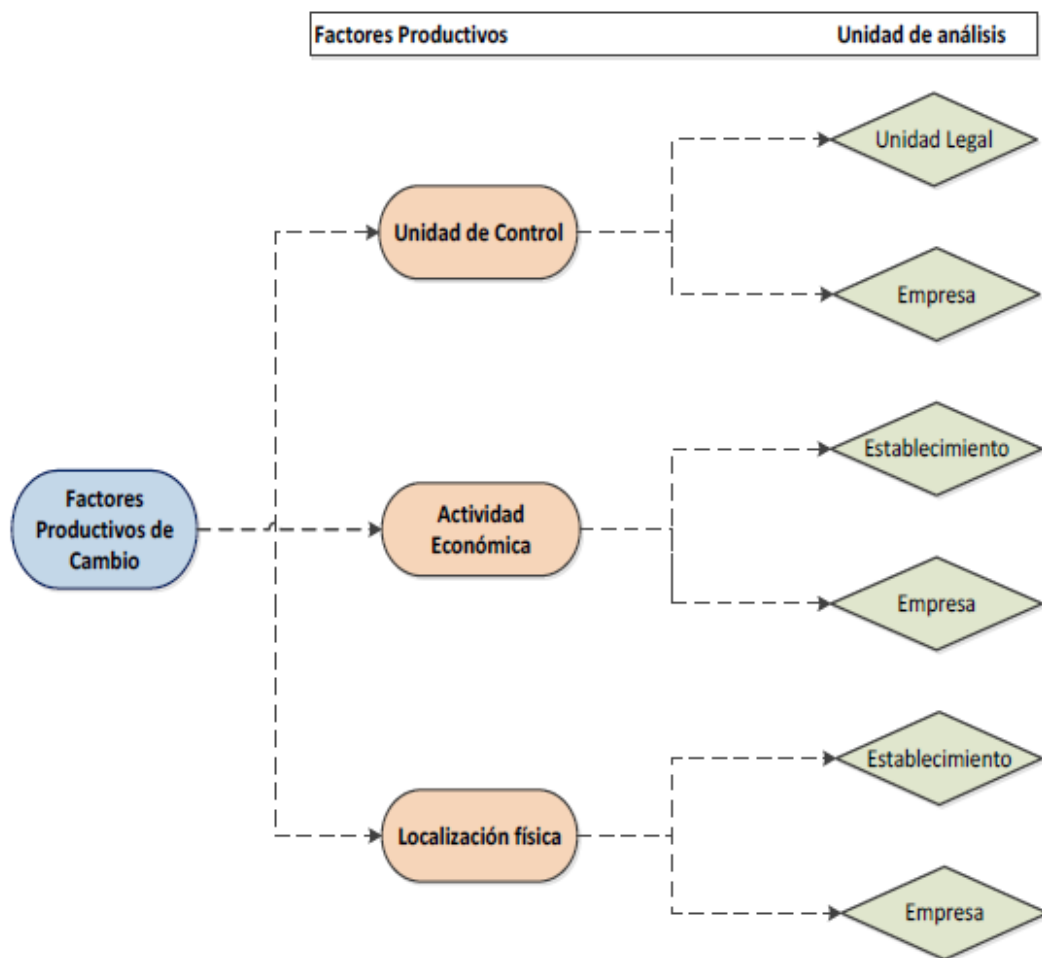 Factores Productivos Unidad de análisis
Unidad Legal
Unidad de Control
Empresa
Establecimiento
Factores
Productivos de
Cambio
Actividad
Económica
Empresa
Establecimiento
Localización física
Empresa